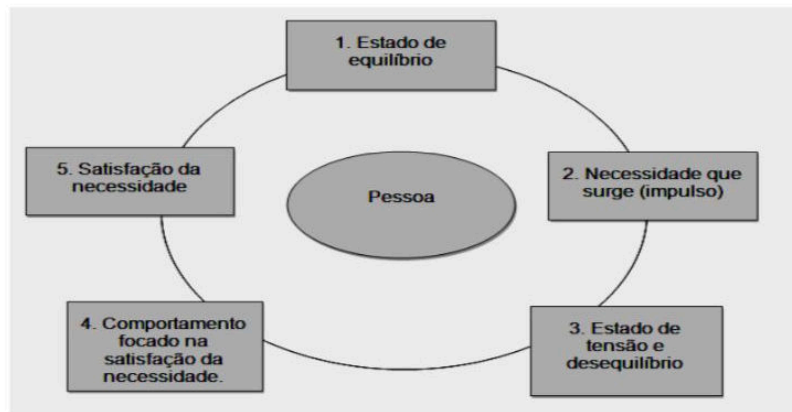 1. Estado de
equilíbrio
5. Satisfação da
necessidade
2. Necessidade que
surge (impulso)
Pessoa
4. Comportamento
focado na
satisfação da
necessidade.
3. Estado de
tensão e
desequilíbrio